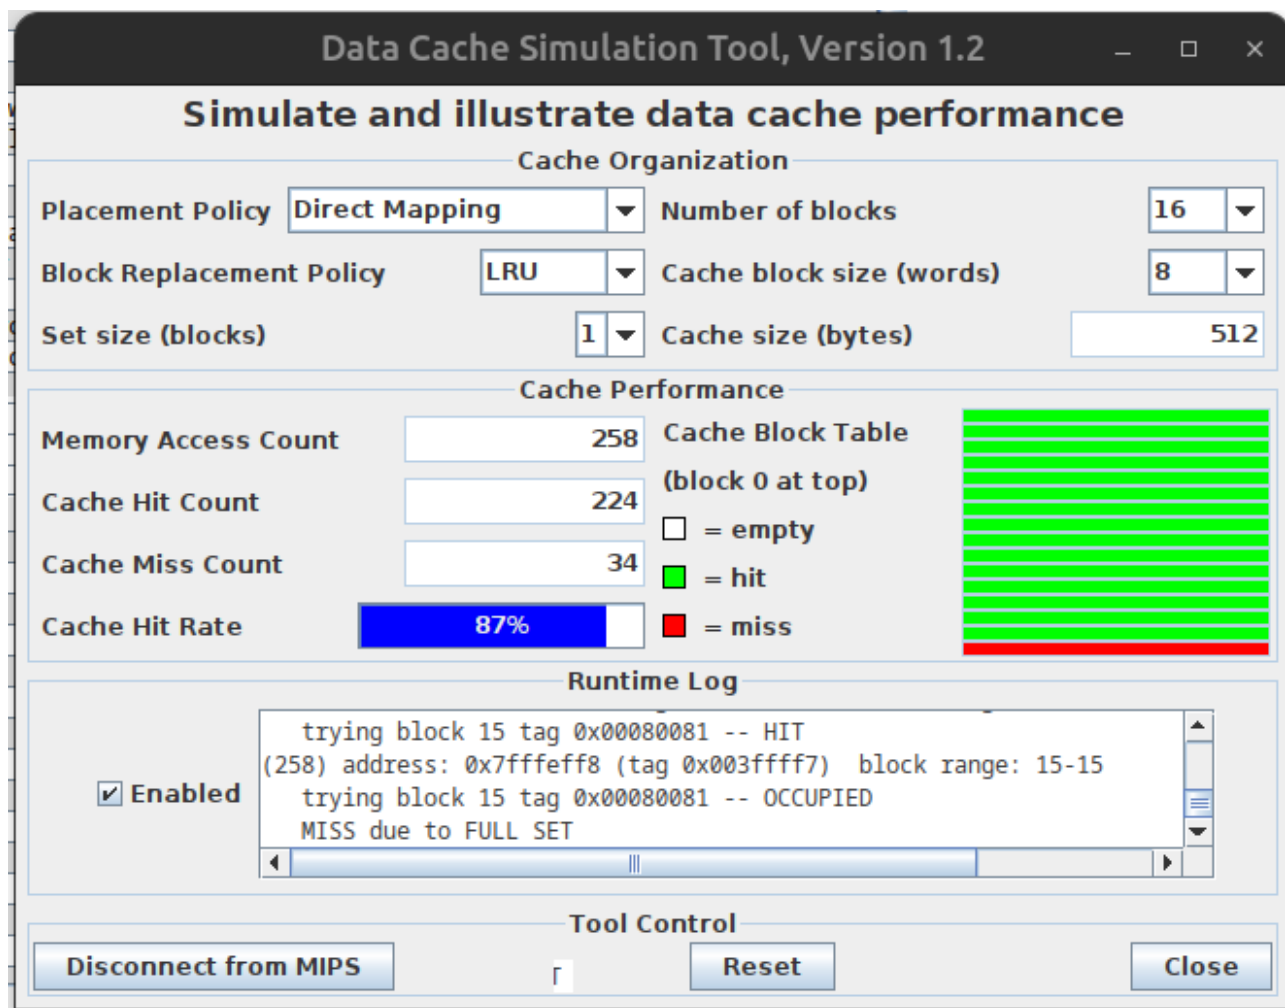 Data Cache Simulation Tool, Version 1.2
Simulate and illustrate data cache performance
Cache Organization
Placement Policy Direct Mapping Number of blocks 16
Block Replacement Policy LRU Cache block size (words) 8
Set size (blocks) 1 Cache size (bytes) 512
Cache Performance
Memory Access Count 258 Cache Block Table
(block 0 at top)
Cache Hit Count 224
= empty
Cache Miss Count 34 = hit
Cache Hit Rate 87% = miss
Runtime Log
trying block 15 tag 0x00080081 -- HIT
(258) address: 0x7fffeff8 (tag 0x003ffff7) block range: 15-15
Enabled
trying block 15 tag 0x00080081 -- OCCUPIED
MISS due to FULL SET
Tool Control
Disconnect from MIPS Reset Close